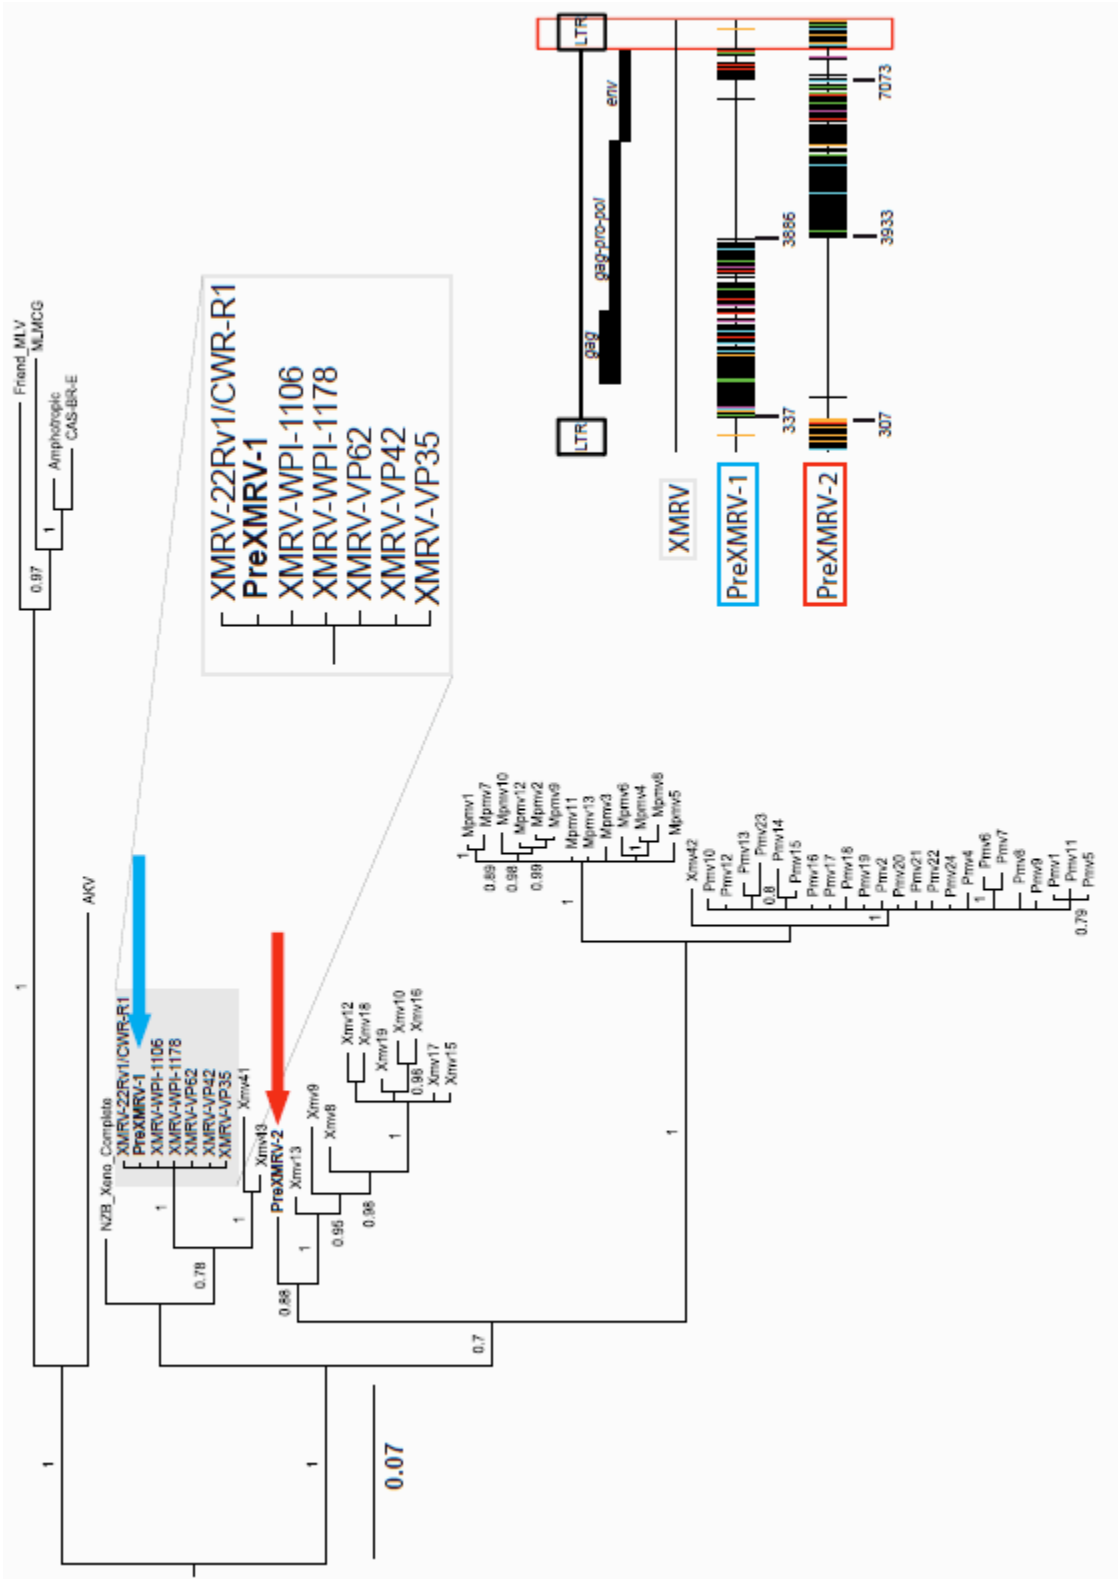 Friend_MLV
MLMCG
Amphotropic
CAS-BR-E
AKV
NZB_Xeno_Complete
XMRV-22Rv1/CWR-R1
PreXMRV-1
XMRV-WPI-1106
XMRV-WPI-1178
XMRV-VP62
XMRV-VP42
XMRV-VP35
Xmv41
Xmv43
PreXMRV-2
Xmv13
Xmv9
Xmv8
Xmv12
Xmv18
Xmv19
Xmv10
Xmv16
Xmv17
Xmv15
Mpmv1
Mpmv7
Mpmv10
Mpmv12
Mpmv2
Mpmv9
Mpmv11
Mpmv13
Mpmv3
Mpmv6
Mpmv4
Mpmv8
Mpmv5
Xmv42
Pmv10
Pmv12
Pmv13
Pmv23
Pmv14
Pmv15
Pmv16
Pmv17
Pmv18
Pmv19
Pmv2
Pmv20
Pmv21
Pmv22
Pmv24
Pmv4
Pmv6
Pmv7
Pmv8
Pmv9
Pmv1
Pmv11
Pmv5
1
0.97
1
1
1
1
1
0.78
0.88
1
0.95
0.98
1
0.98
0.7
1
1
1
0.89
0.98
0.99
1
1
0.8
1
0.79
0.07
XMRV-22Rv1/CWR-R1
PreXMRV-1
XMRV-WPI-1106
XMRV-WPI-1178
XMRV-VP62
XMRV-VP42
XMRV-VP35
LTR
LTR
gag
gag-pro-pol
env
XMRV
PreXMRV-1
337
3886
PreXMRV-2
307
3933
7073